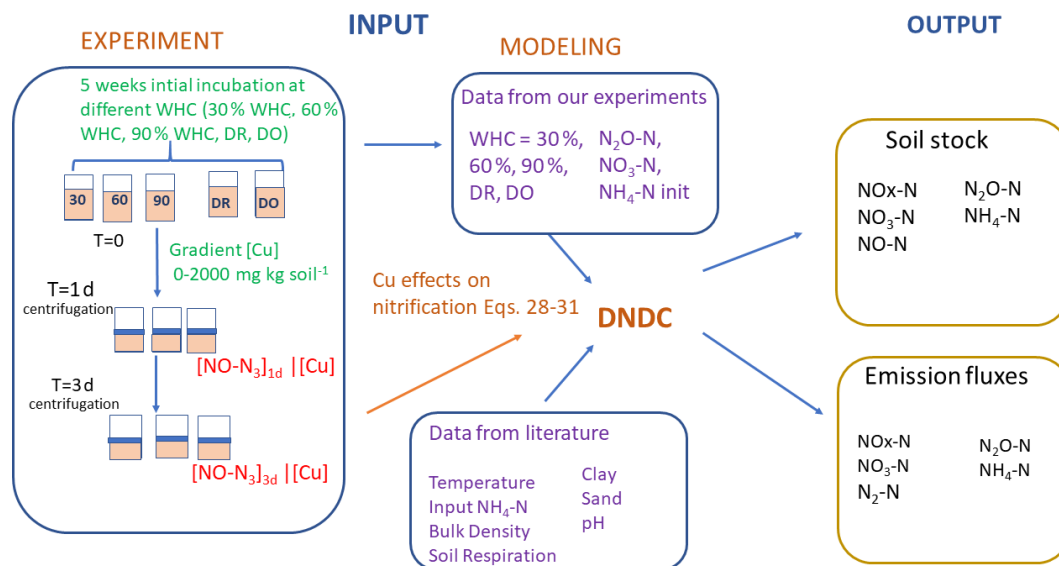 INPUT
OUTPUT
EXPERIMENT
MODELING
5 weeks intial incubation at
different WHC (30% WHC, 60%
WHC, 90% WHC, DR, DO)
30
60
90
DR
DO
T=0
Gradient [Cu]
0-2000 mg kg soil⁻¹
T=1 d
centrifugation
[NO-N₃]₁d |[Cu]
T=3 d
centrifugation
[NO-N₃]₃d |[Cu]
Data from our experiments
WHC = 30%,
60%, 90%,
DR, DO
N₂O-N,
NO₃-N,
NH₄-N init
Cu effects on
nitrification Eqs. 28-31
DNDC
Data from literature
Temperature
Input NH₄-N
Bulk Density
Soil Respiration
Clay
Sand
pH
Soil stock
NOx-N
NO₃-N
NO-N
N₂O-N
NH₄-N
Emission fluxes
NOx-N
NO₃-N
N₂-N
N₂O-N
NH₄-N